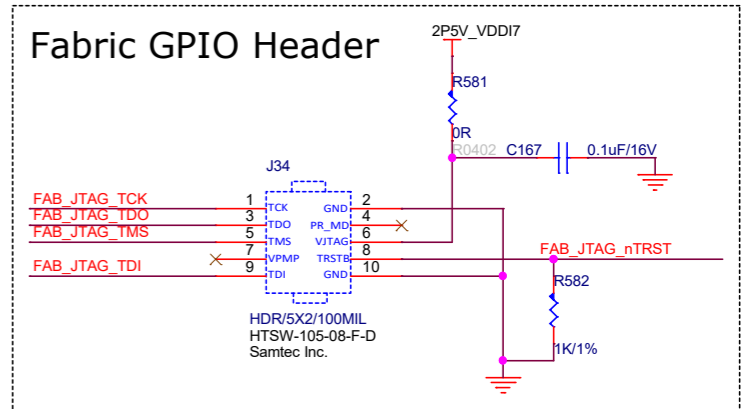 Fabric GPIO Header
2P5V_VDDI7
R581
0R
R0402
C167
0.1uF/16V
J34
FAB_JTAG_TCK
1
TCK
GND
2
FAB_JTAG_TDO
3
TDO
PR_MD
4
FAB_JTAG_TMS
5
TMS
VJTAG
6
7
VPMP
TRSTB
8
FAB_JTAG_nTRST
FAB_JTAG_TDI
9
TDI
GND
10
R582
1K/1%
HDR/5X2/100MIL
HTSW-105-08-F-D
Samtec Inc.